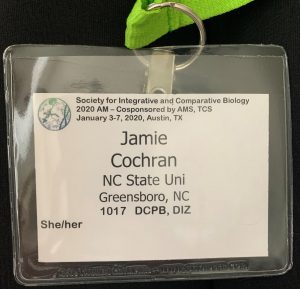 Society for Integrative and Comparative Biology
2020 AM – Cosponsored by AMS, TCS
January 3-7, 2020, Austin, TX
Jamie
Cochran
NC State Uni
Greensboro, NC
1017 DCPB, DIZ
She/her